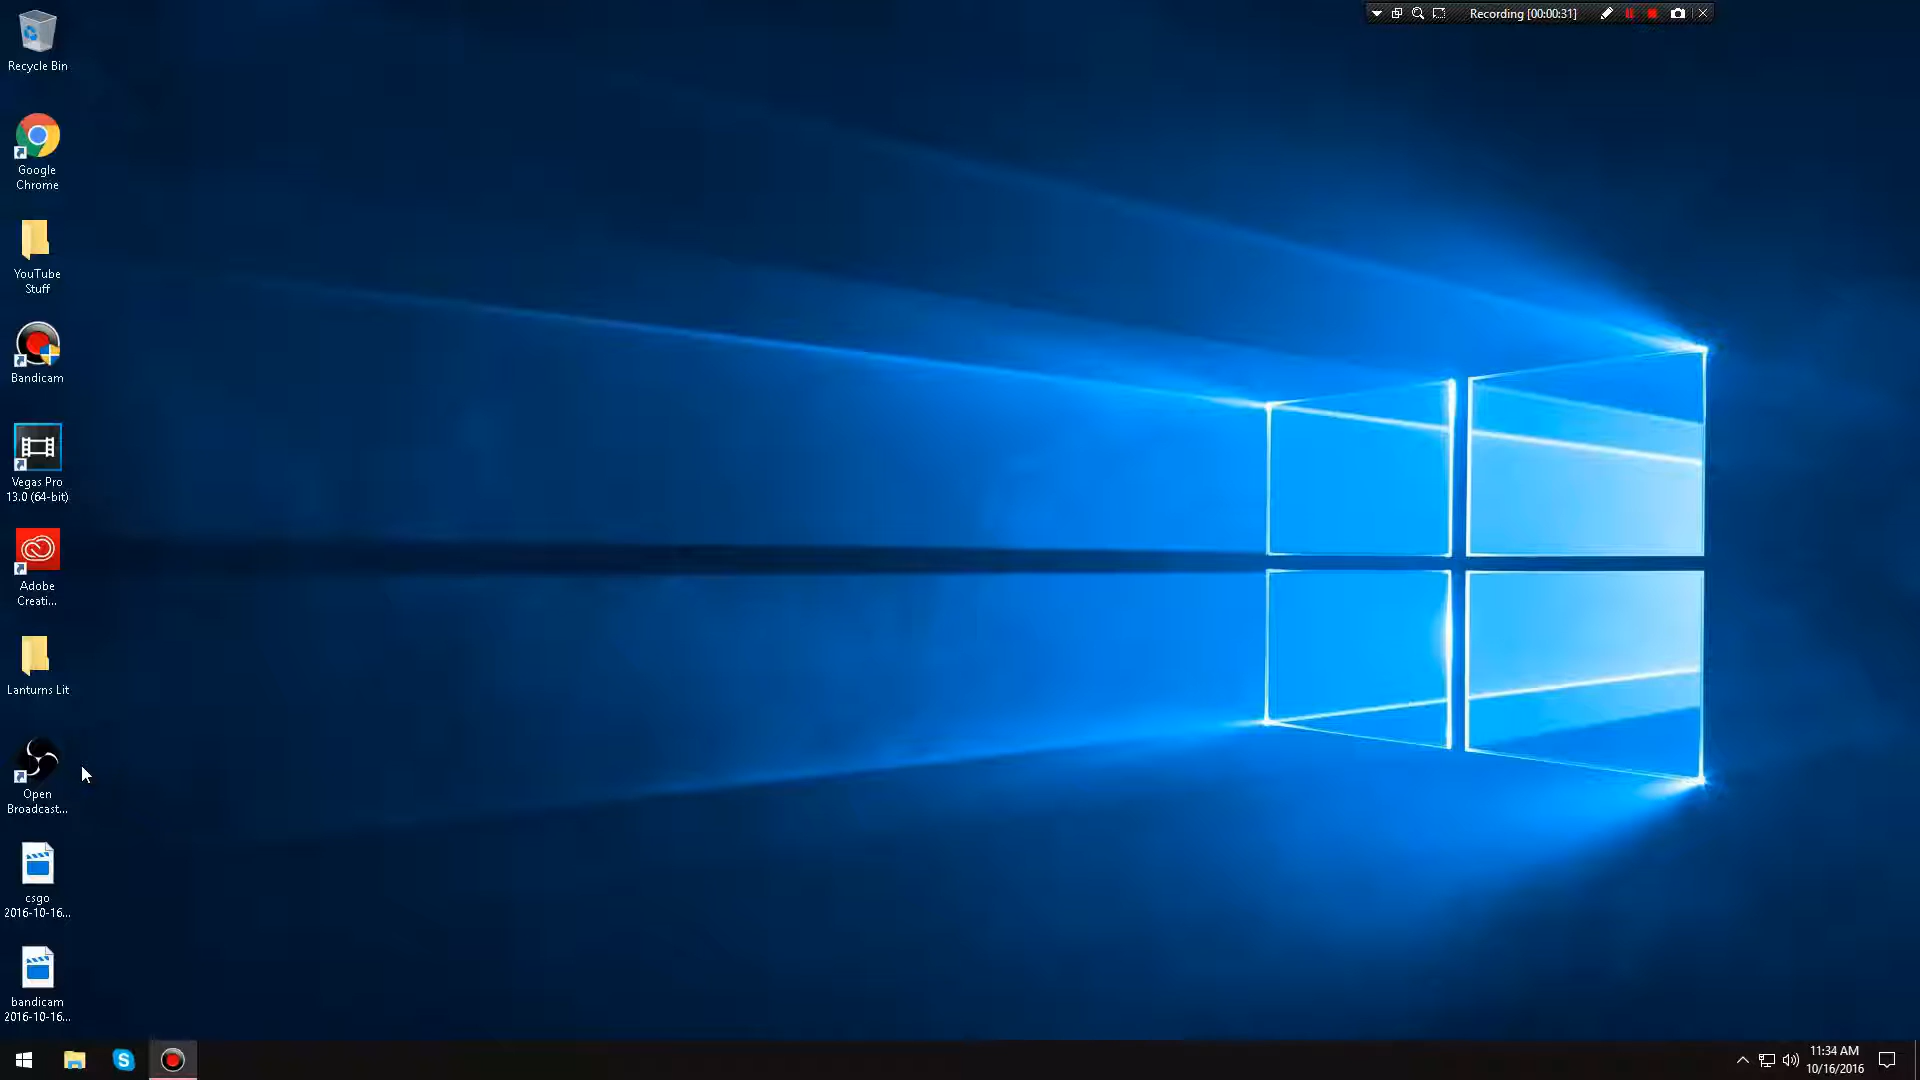 Recording [00:00:31]
Recycle Bin
Google
Chrome
YouTube
Stuff
Bandicam
Vegas Pro
13.0 (64-bit)
Adobe
Creati...
Lanturns Lit
Open
Broadcast...
csgo
2016-10-16...
bandicam
2016-10-16...
11:34 AM
10/16/2016